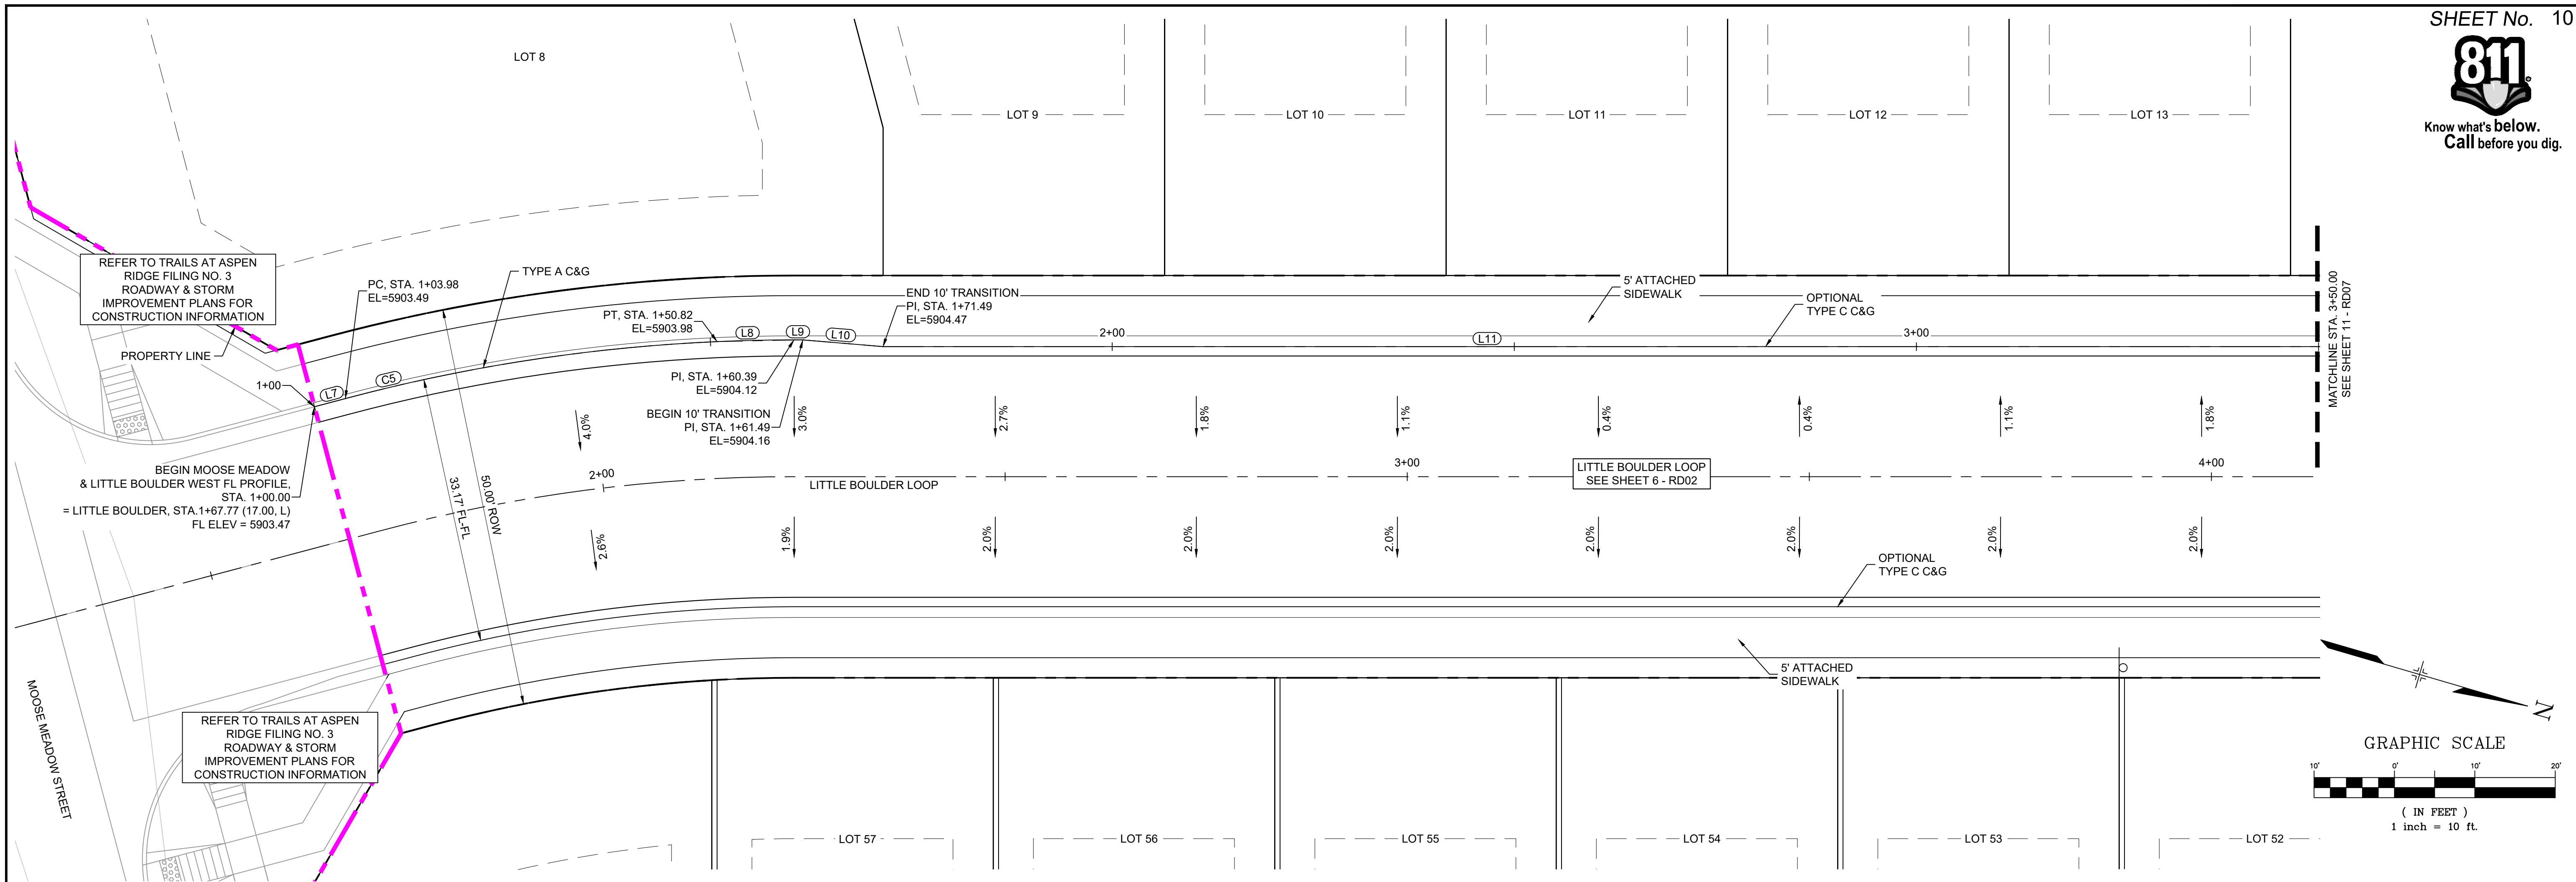 SHEET No. 10
811
Know what's below.
Call before you dig.
LOT 8
LOT 9
LOT 10
LOT 11
LOT 12
LOT 13
REFER TO TRAILS AT ASPEN
RIDGE FILING NO. 3
ROADWAY & STORM
IMPROVEMENT PLANS FOR
CONSTRUCTION INFORMATION
PROPERTY LINE
1+00
L7
C5
PC, STA. 1+03.98
EL=5903.49
TYPE A C&G
PT, STA. 1+50.82
EL=5903.98
L8
L9
L10
END 10' TRANSITION
PI, STA. 1+71.49
EL=5904.47
2+00
L11
5' ATTACHED
SIDEWALK
OPTIONAL
TYPE C C&G
3+00
MATCHLINE STA. 3+50.00
SEE SHEET 11 - RD07
PI, STA. 1+60.39
EL=5904.12
BEGIN 10' TRANSITION
PI, STA. 1+61.49
EL=5904.16
4.0%
3.0%
2.7%
1.8%
1.1%
0.4%
0.4%
1.1%
1.8%
BEGIN MOOSE MEADOW
& LITTLE BOULDER WEST FL PROFILE,
STA. 1+00.00
= LITTLE BOULDER, STA.1+67.77 (17.00, L)
FL ELEV = 5903.47
33.17' FL-FL
50.00' ROW
2+00
LITTLE BOULDER LOOP
3+00
LITTLE BOULDER LOOP
SEE SHEET 6 - RD02
4+00
2.6%
1.9%
2.0%
2.0%
2.0%
2.0%
2.0%
2.0%
2.0%
OPTIONAL
TYPE C C&G
5' ATTACHED
SIDEWALK
MOOSE MEADOW STREET
REFER TO TRAILS AT ASPEN
RIDGE FILING NO. 3
ROADWAY & STORM
IMPROVEMENT PLANS FOR
CONSTRUCTION INFORMATION
LOT 57
LOT 56
LOT 55
LOT 54
LOT 53
LOT 52
N
GRAPHIC SCALE
10' 0' 10' 20'
( IN FEET )
1 inch = 10 ft.